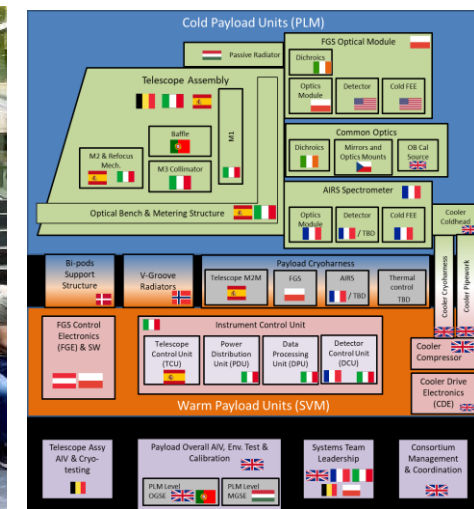 Cold Payload Units (PLM)
Passive Radiator
FGS Optical Module
Dichroics
Optics
Module
Detector
Cold FEE
Telescope Assembly
M1
Baffle
M2 & Refocus
Mech.
M3 Collimator
Optical Bench & Metering Structure
Common Optics
Dichroics
Mirrors and
Optics Mounts
OB Cal
Source
AIRS Spectrometer
Optics
Module
Detector
/ TBD
Cold FEE
Cooler
Coldhead
Bi-pods
Support
Structure
V-Groove
Radiators
Payload Cryoharness
Telescope M2M
FGS
AIRS
/ TBD
Thermal
control
TBD
Cooler Cryoharness
Cooler Pipework
FGS Control
Electronics
(FGE) & SW
Instrument Control Unit
Telescope
Control Unit
(TCU)
Power
Distribution
Unit (PDU)
Data
Processing
Unit (DPU)
Detector
Control Unit
(DCU)
Cooler
Compressor
Cooler Drive
Electronics
(CDE)
Warm Payload Units (SVM)
Telescope Assy
AIV & Cryo-
testing
Payload Overall AIV, Env. Test &
Calibration
PLM Level
OGSE
PLM Level
MGSE
Systems Team
Leadership
Consortium
Management
& Coordination